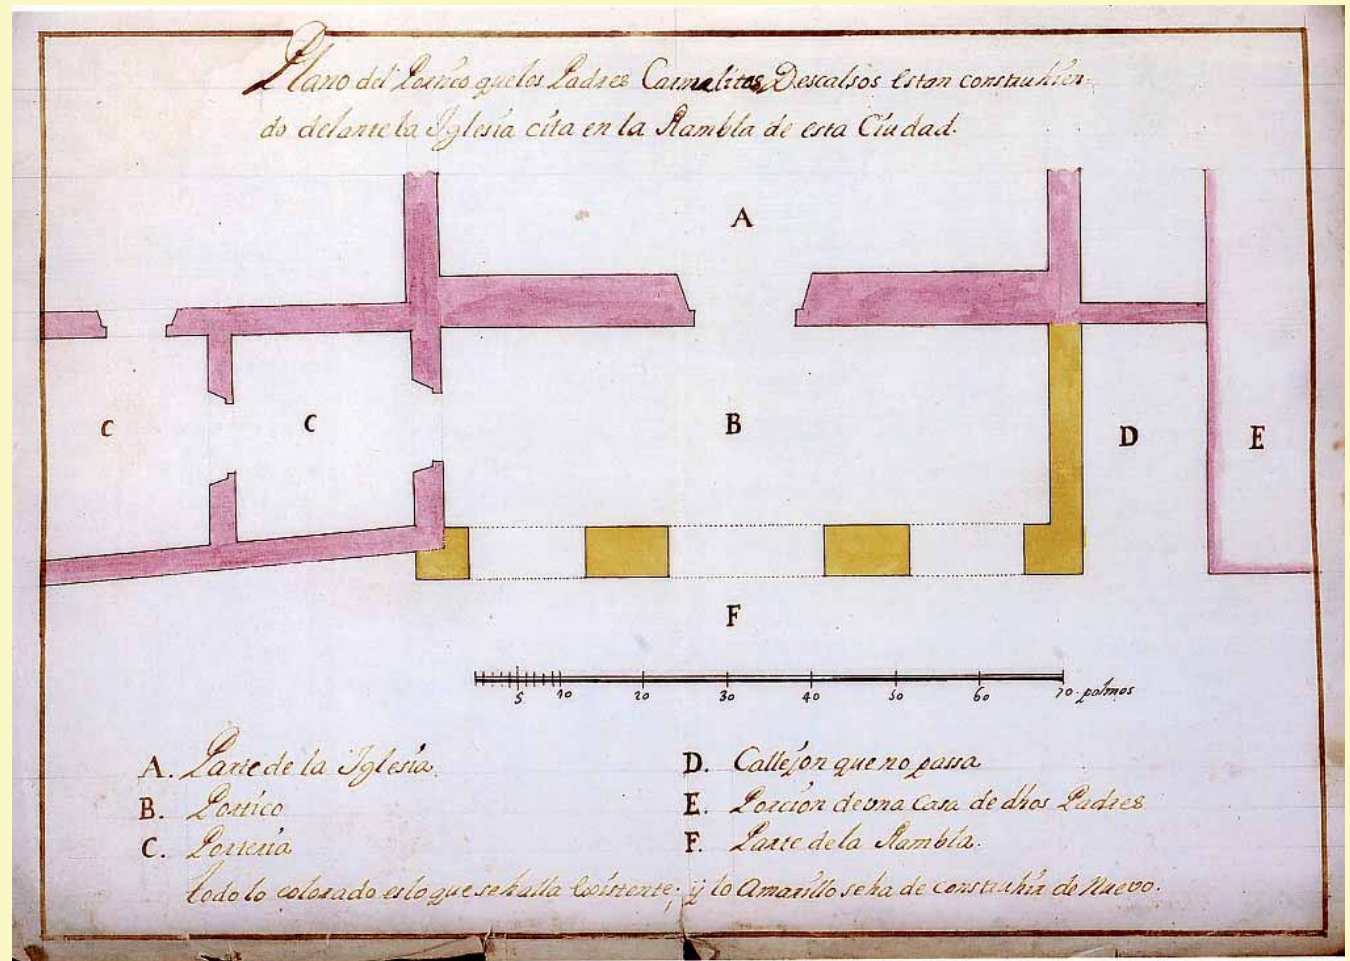 Plano del Portico que los Padres Carmelitas Descalsos estan construhien-
do delante la Iglesia cita en la Rambla de esta Ciudad.
A
C
C
B
D
E
F
5 10 20 30 40 50 60 70 palmos
A. Parte de la Iglesia
B. Portico
C. Porteria
D. Callejon que no passa
E. Porcion de una Casa de dhos Padres
F. Parte de la Rambla.
todo lo colorado es lo que se halla Existente; y lo Amarillo se ha de construhir de Nuevo.